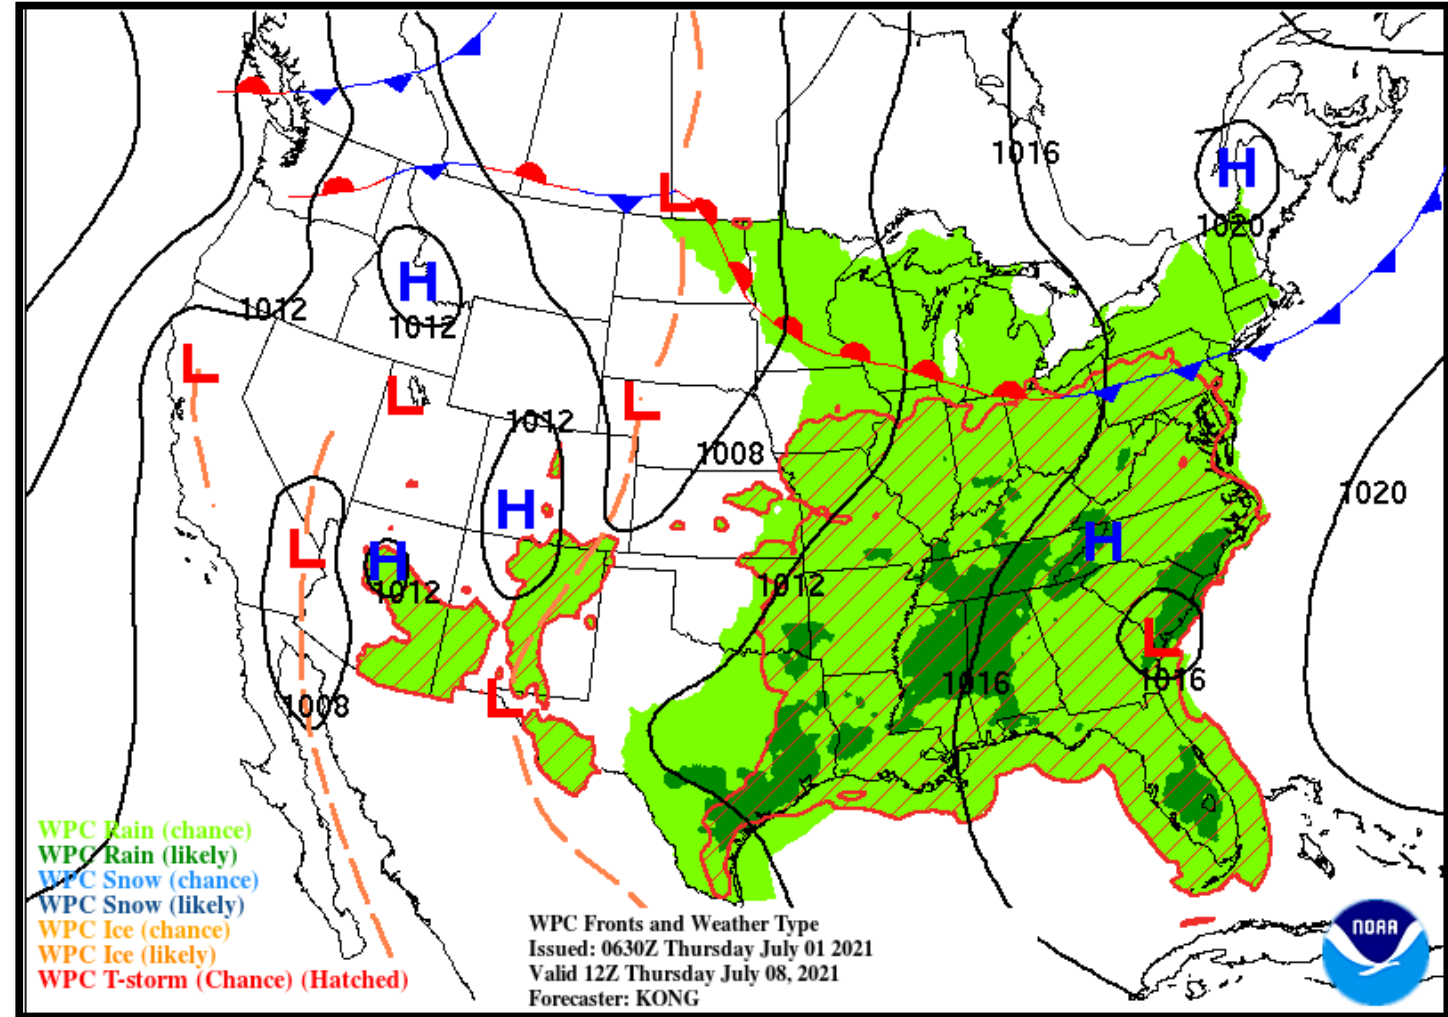 1016
H
1020
L
H
1012
1012
L
L
L
1012
1008
1020
H
L
H
1012
H
1012
L
1016
1016
L
1008
WPC Rain (chance)
WPC Rain (likely)
WPC Snow (chance)
WPC Snow (likely)
WPC Ice (chance)
WPC Ice (likely)
WPC T-storm (Chance) (Hatched)
WPC Fronts and Weather Type
Issued: 0630Z Thursday July 01 2021
Valid 12Z Thursday July 08, 2021
Forecaster: KONG
NOAA